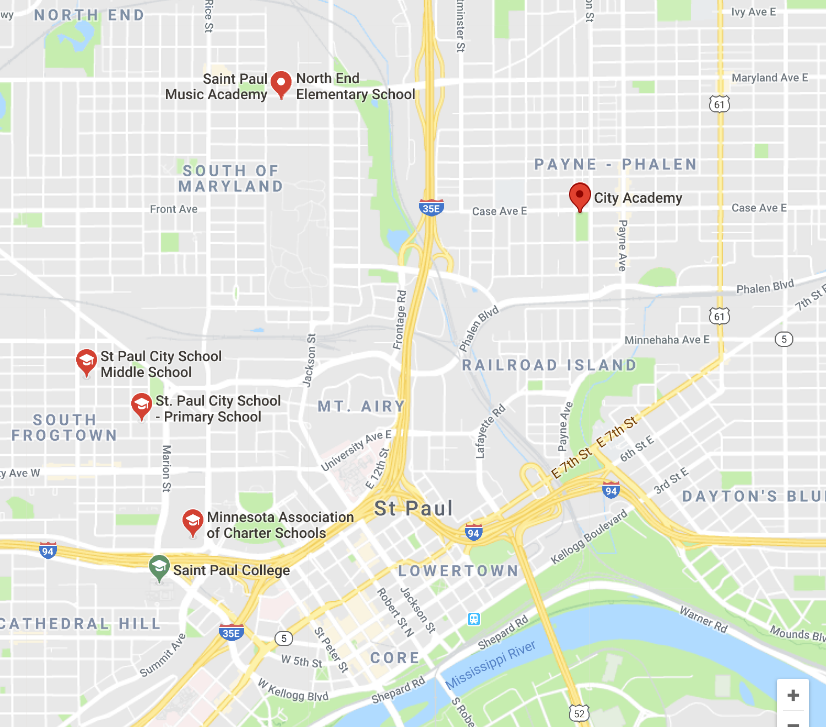 Rice St
NORTH END
Ivy Ave E
Maryland Ave E
61
Saint Paul
Music Academy
North End
Elementary School
SOUTH OF
MARYLAND
PAYNE - PHALEN
City Academy
Front Ave
35E
Case Ave E
Case Ave E
Payne Ave
Phalen Blvd
7th St E
Frontage Rd
Phalen Blvd
61
Minnehaha Ave E
5
Jackson St
St Paul City School
Middle School
RAILROAD ISLAND
St. Paul City School
- Primary School
MT. AIRY
SOUTH
FROGTOWN
Lafayette Rd
Payne Ave
E 7th St
E 7th St
University Ave E
6th St E
E 12th St
Marion St
3rd St E
94
St Paul
Minnesota Association
of Charter Schools
94
Kellogg Boulevard
94
Saint Paul College
LOWERTOWN
Robert St N
Jackson St
CATHEDRAL HILL
35E
5
St Peter St
Shepard Rd
Warner Rd
Summit Ave
W 5th St
CORE
Mississippi River
W Kellogg Blvd
Shepard Rd
52
+